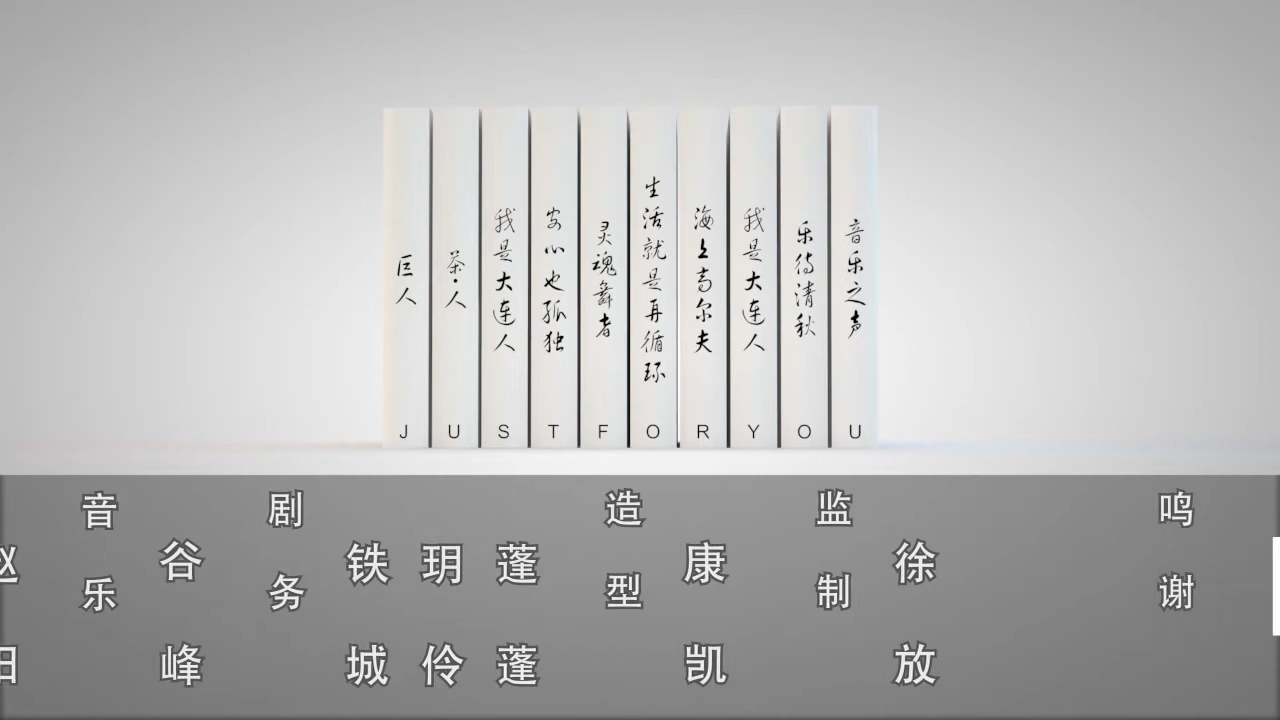 巨人
茶·人
我是大连人
安心也孤独
灵魂舞者
生活就是再循环
海上高尔夫
我是大连人
乐待清秋
音乐之声
J U S T F O R Y O U
音乐
谷峰
剧务
铁城
玥伶
蓬蓬
造型
康凯
监制
徐放
鸣谢